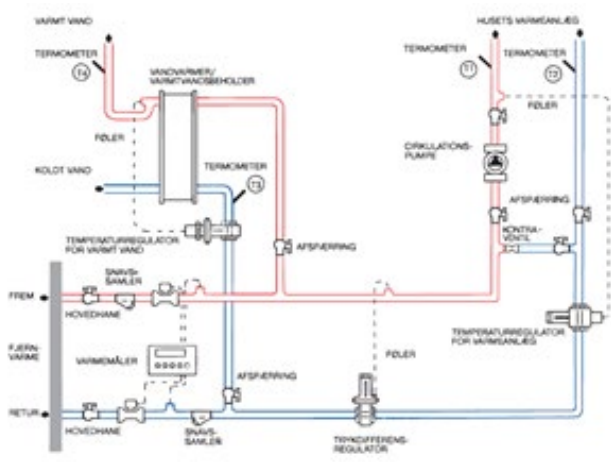 VARMT VAND
HUSETS VARMEANLÆG
TERMOMETER
T4
VANDVARMER/
VARMTVANDSBEHOLDER
TERMOMETER
T1
TERMOMETER
T2
FØLER
FØLER
CIRKULATIONS-
PUMPE
KOLDT VAND
TERMOMETER
T3
AFSPÆRRING
KONTRA-
VENTIL
TEMPERATURREGULATOR
FOR VARMT VAND
AFSPÆRRING
SNAVS-
SAMLER
FREM
HOVEDHANE
TEMPERATURREGULATOR
FOR VARMEANLÆG
FJERN-
VARME
VARMEMÅLER
FØLER
AFSPÆRRING
RETUR
HOVEDHANE
SNAVS-
SAMLER
TRYKDIFFERENS-
REGULATOR